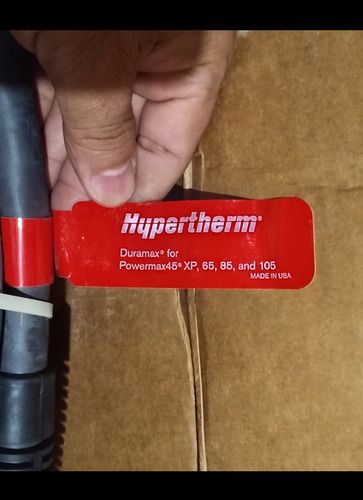 Hypertherm®
Duramax® for
Powermax45® XP, 65, 85, and 105
MADE IN USA